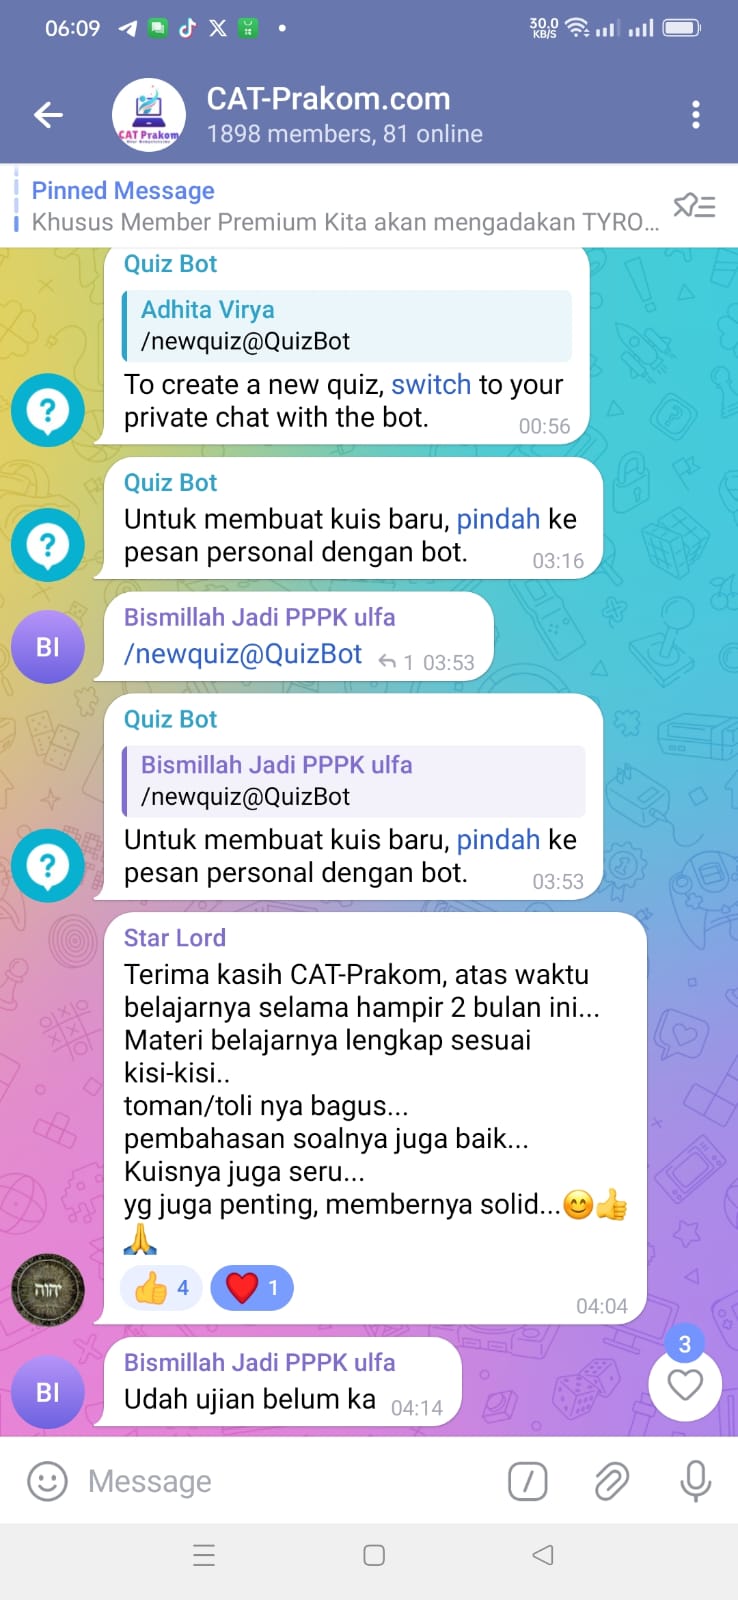 06:09
30.0
KB/S
CAT-Prakom.com
1898 members, 81 online
CAT Prakom
Pinned Message
Khusus Member Premium Kita akan mengadakan TYRO...
Quiz Bot
Adhita Virya
/newquiz@QuizBot
To create a new quiz, switch to your
private chat with the bot.
00:56
Quiz Bot
Untuk membuat kuis baru, pindah ke
pesan personal dengan bot.
03:16
BI
Bismillah Jadi PPPK ulfa
/newquiz@QuizBot
1 03:53
Quiz Bot
Bismillah Jadi PPPK ulfa
/newquiz@QuizBot
Untuk membuat kuis baru, pindah ke
pesan personal dengan bot.
03:53
Star Lord
Terima kasih CAT-Prakom, atas waktu
belajarnya selama hampir 2 bulan ini...
Materi belajarnya lengkap sesuai
kisi-kisi..
toman/toli nya bagus...
pembahasan soalnya juga baik...
Kuisnya juga seru...
yg juga penting, membernya solid...😊👍
🙏
יהוה
👍 4 ❤️ 1
04:04
3
BI
Bismillah Jadi PPPK ulfa
Udah ujian belum ka
04:14
Message